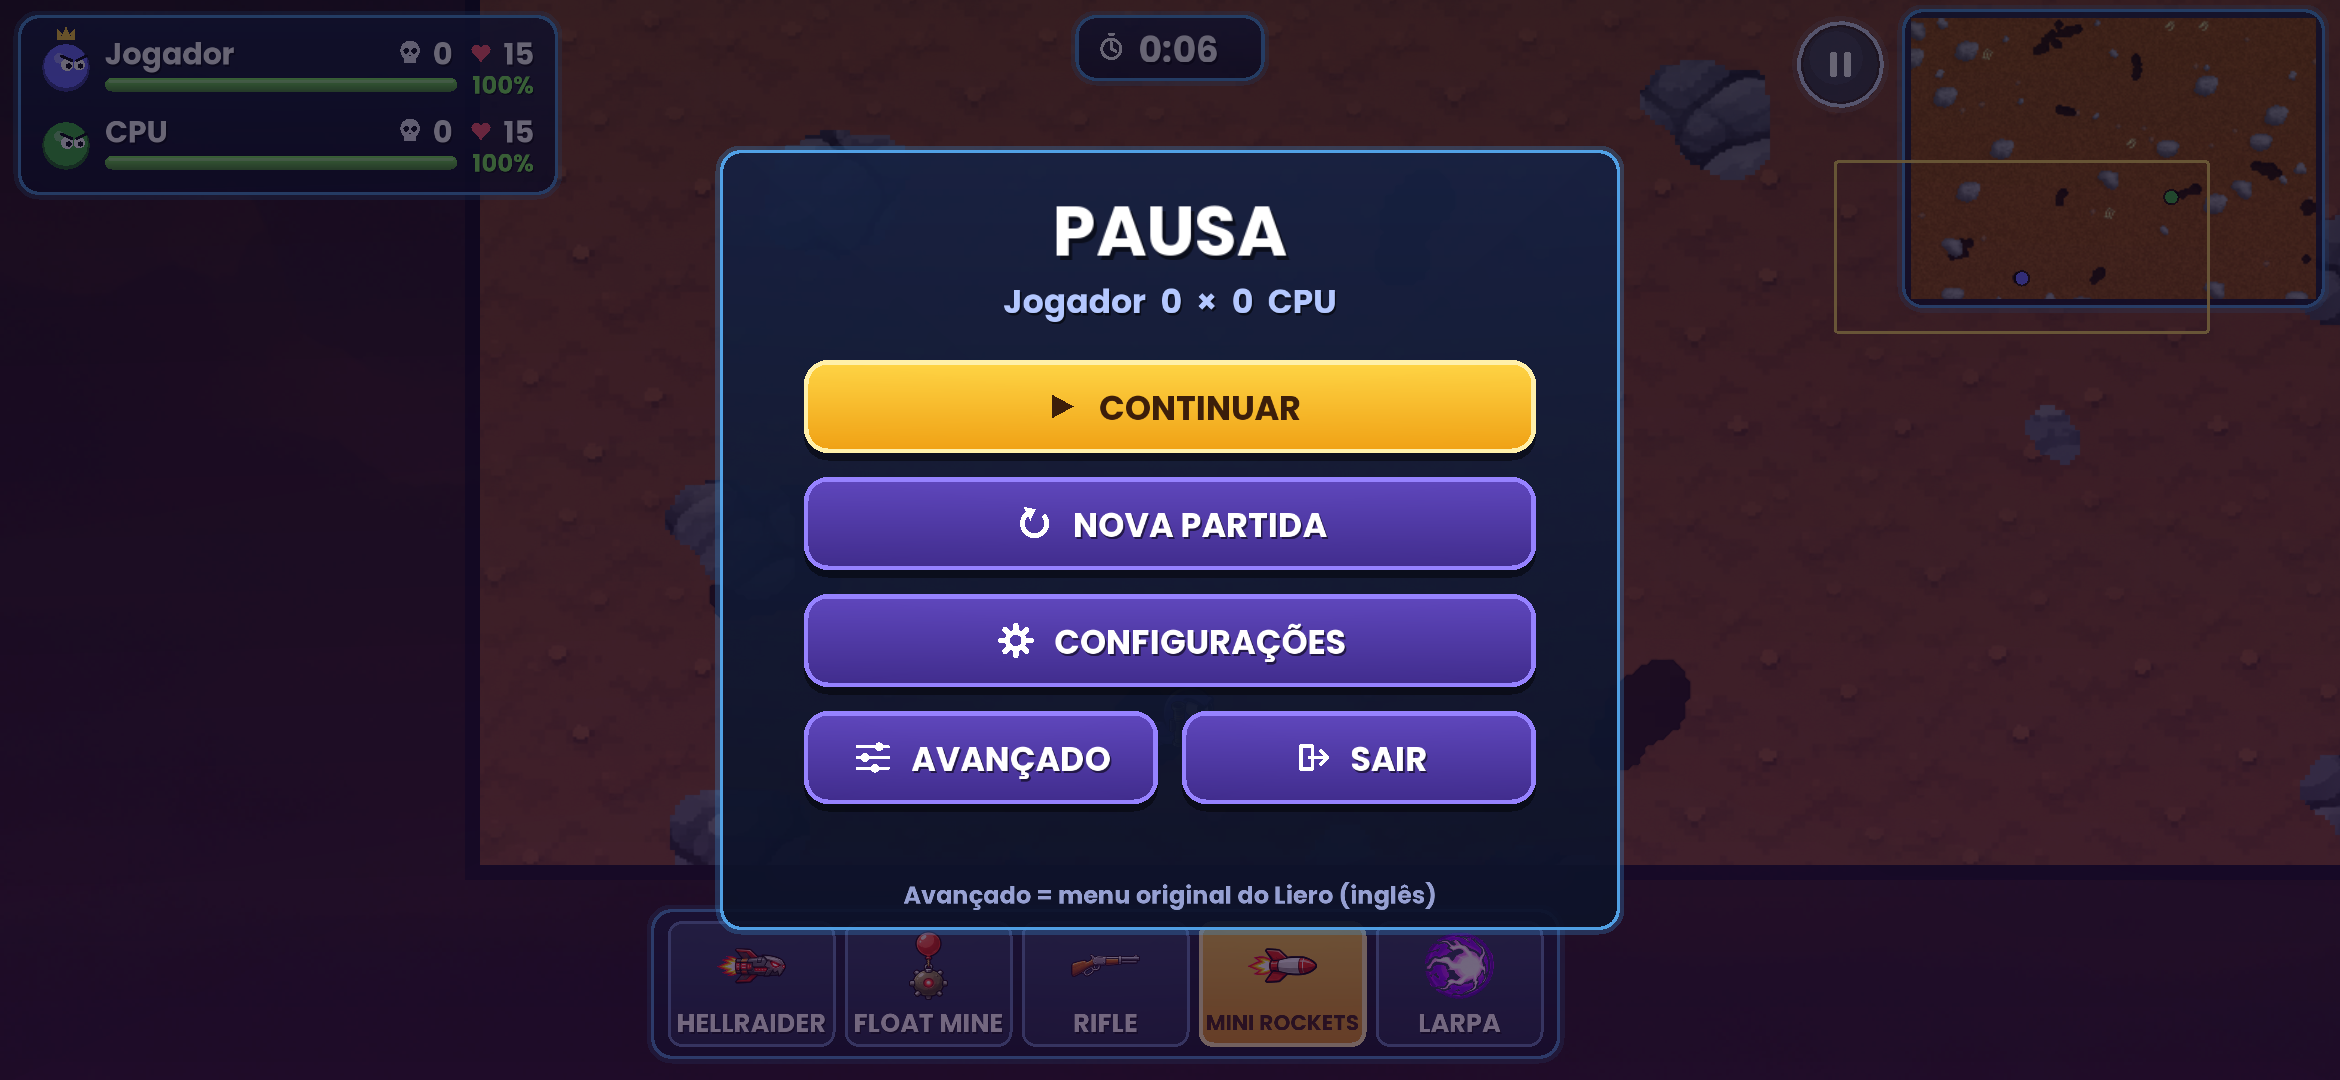 Jogador 0 15
100%
CPU 0 15
100%
0:06
PAUSA
Jogador 0 × 0 CPU
CONTINUAR
NOVA PARTIDA
CONFIGURAÇÕES
AVANÇADO
SAIR
Avançado = menu original do Liero (inglês)
HELLRAIDER
FLOAT MINE
RIFLE
MINI ROCKETS
LARPA